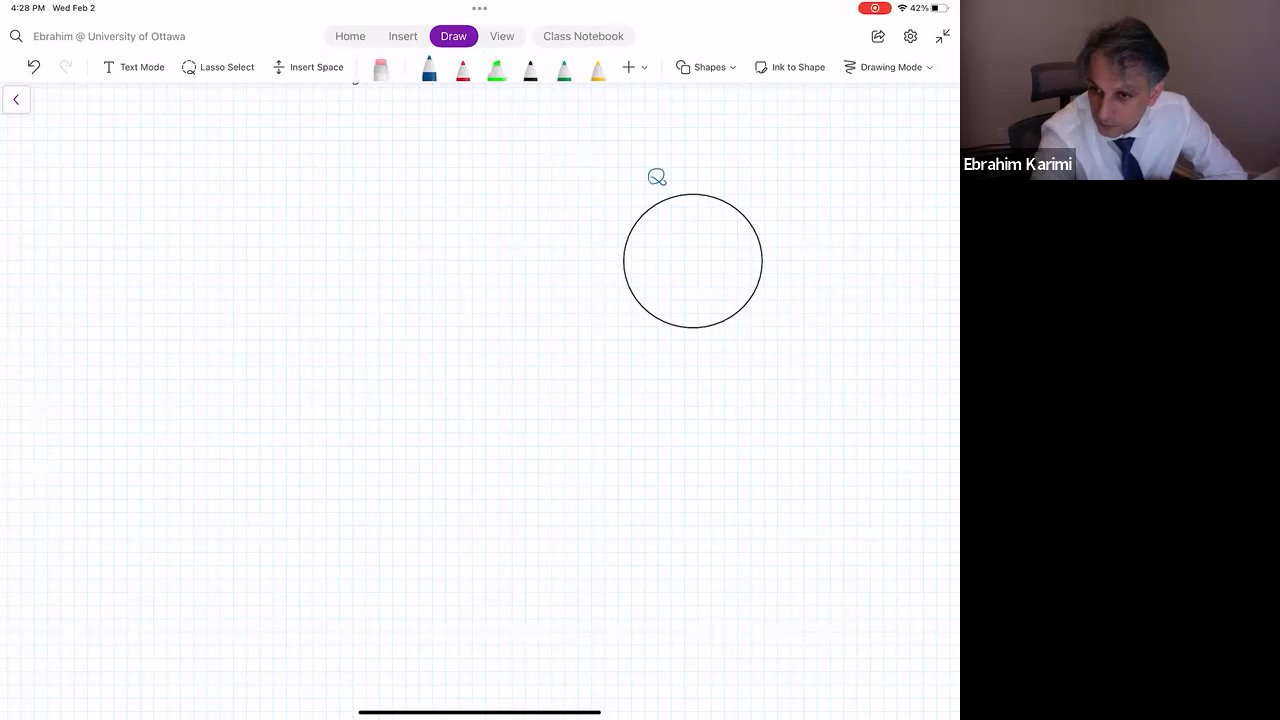 4:28 PM Wed Feb 2
42%
Ebrahim @ University of Ottawa
Home Insert Draw View Class Notebook
Text Mode Lasso Select Insert Space Shapes Ink to Shape Drawing Mode
Ebrahim Karimi
Q